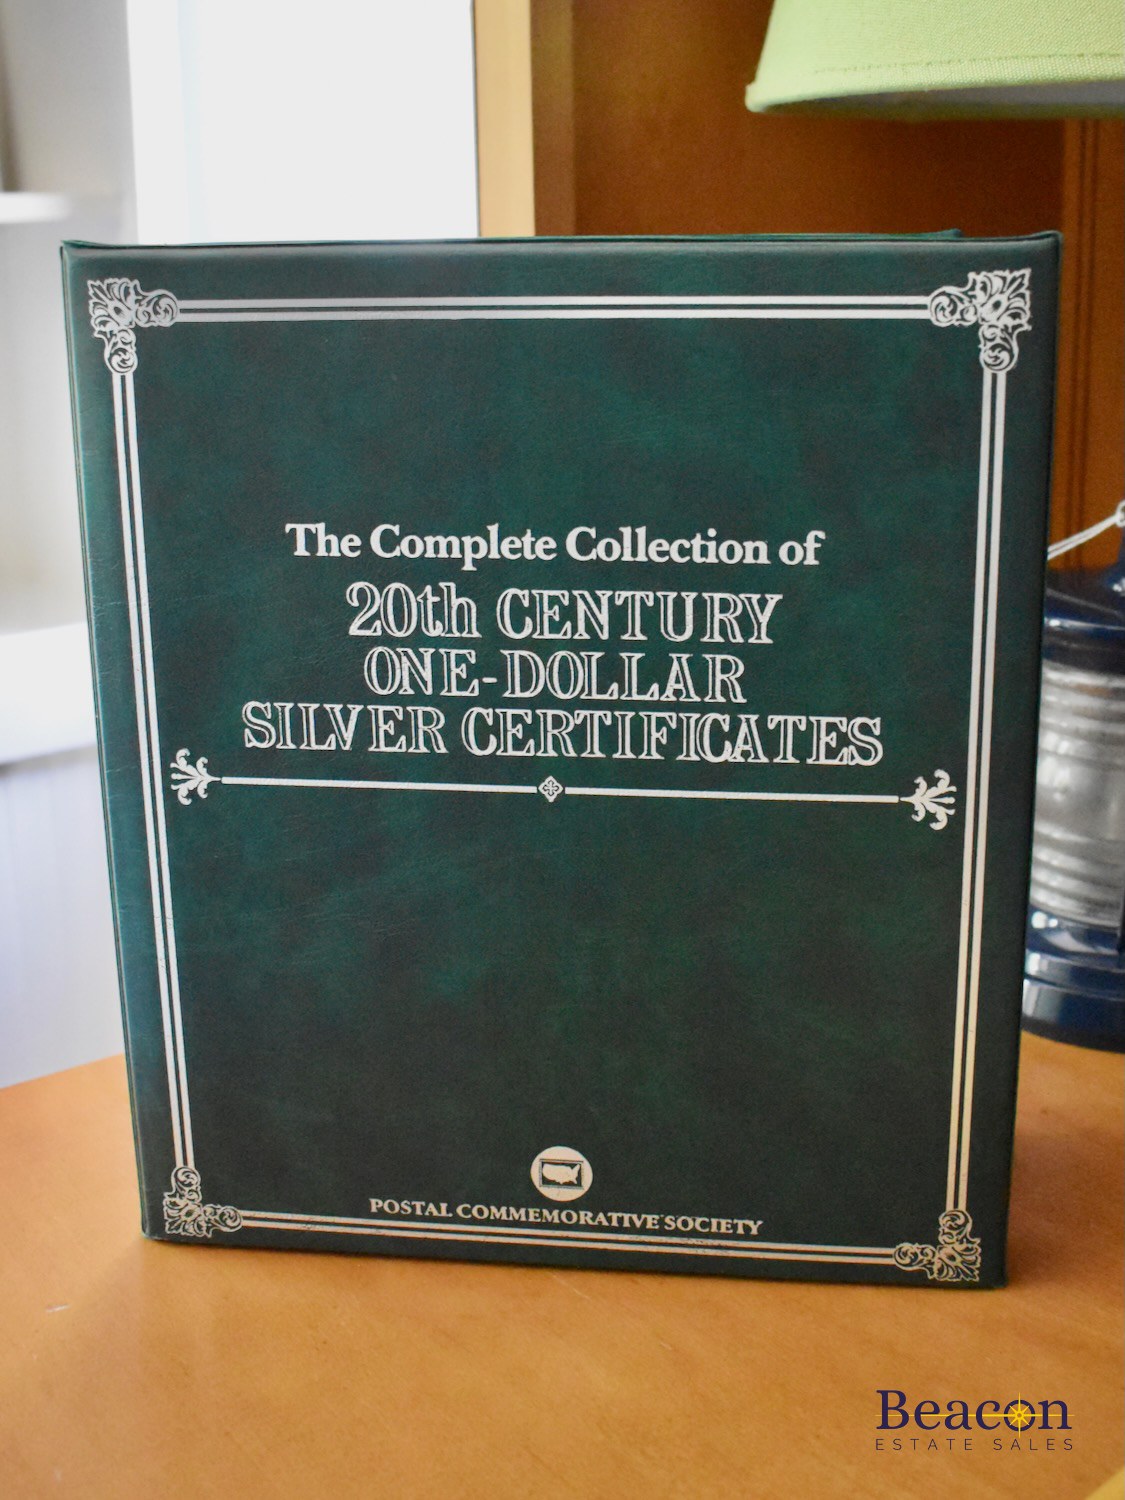 The Complete Collection of
20th CENTURY
ONE-DOLLAR
SILVER CERTIFICATES
POSTAL COMMEMORATIVE SOCIETY
Beacon
ESTATE SALES